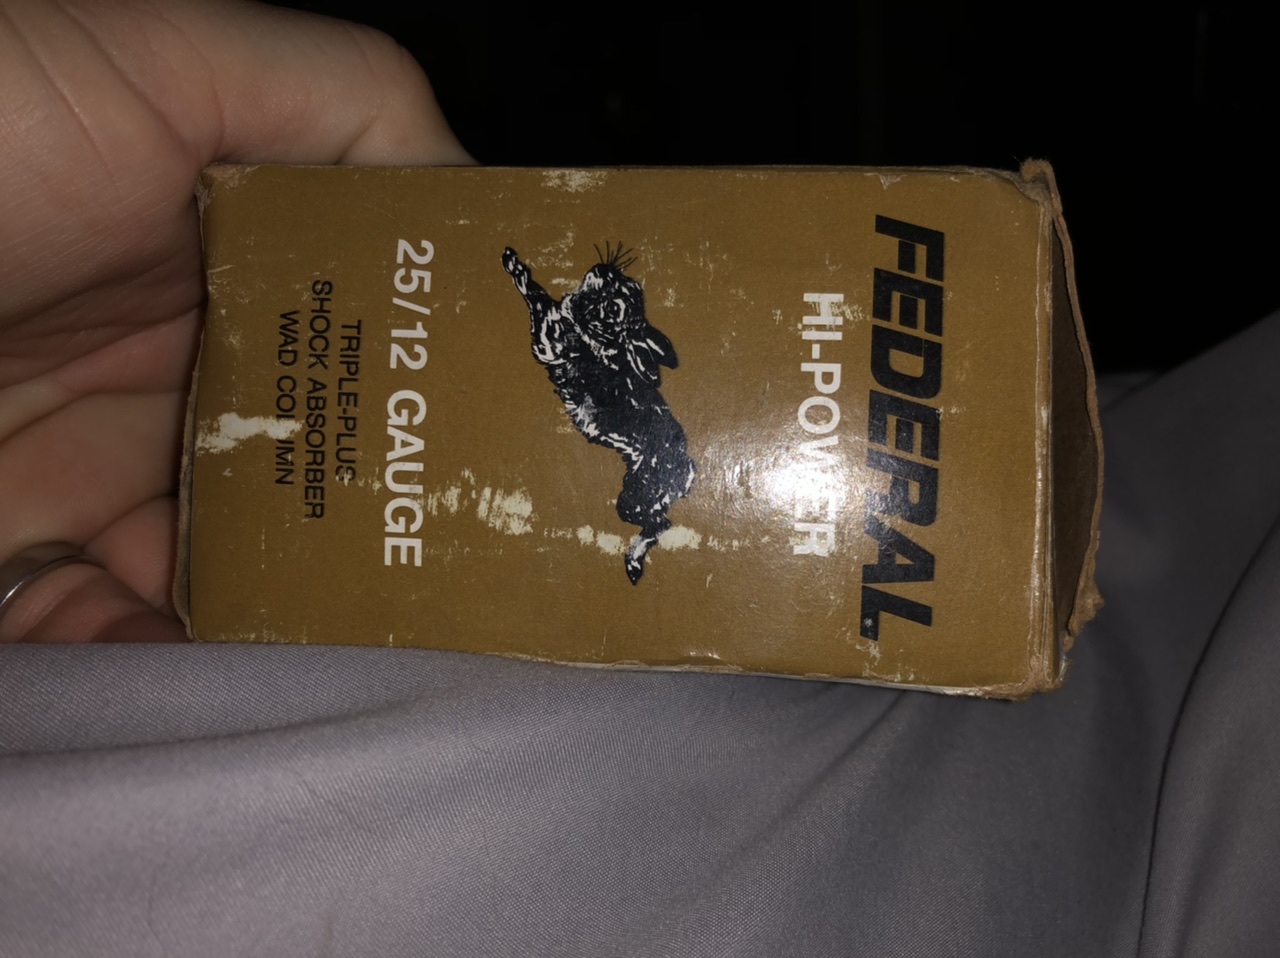 FEDERAL
HI-POWER
25/12 GAUGE
TRIPLE-PLUS
SHOCK ABSORBER
WAD COLUMN